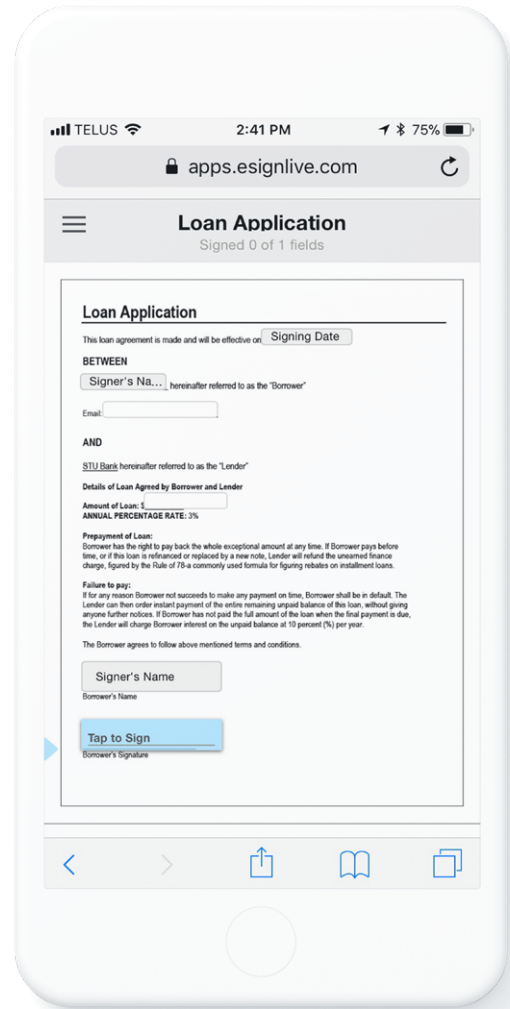 TELUS 2:41 PM 75%
apps.esignlive.com
Loan Application
Signed 0 of 1 fields
Loan Application
This loan agreement is made and will be effective on Signing Date
BETWEEN
Signer's Na... hereinafter referred to as the "Borrower"
Email:
AND
STU Bank hereinafter referred to as the "Lender"
Details of Loan Agreed by Borrower and Lender
Amount of Loan: $
ANNUAL PERCENTAGE RATE: 3%
Prepayment of Loan:
Borrower has the right to pay back the whole exceptional amount at any time. If Borrower pays before
time, or if this loan is refinanced or replaced by a new note, Lender will refund the unearned finance
charge, figured by the Rule of 78-a commonly used formula for figuring rebates on installment loans.
Failure to pay:
If for any reason Borrower not succeeds to make any payment on time, Borrower shall be in default. The
Lender can then order instant payment of the entire remaining unpaid balance of this loan, without giving
anyone further notices. If Borrower has not paid the full amount of the loan when the final payment is due,
the Lender will charge Borrower interest on the unpaid balance at 10 percent (%) per year.
The Borrower agrees to follow above mentioned terms and conditions.
Signer's Name
Borrower's Name
Tap to Sign
Borrower's Signature